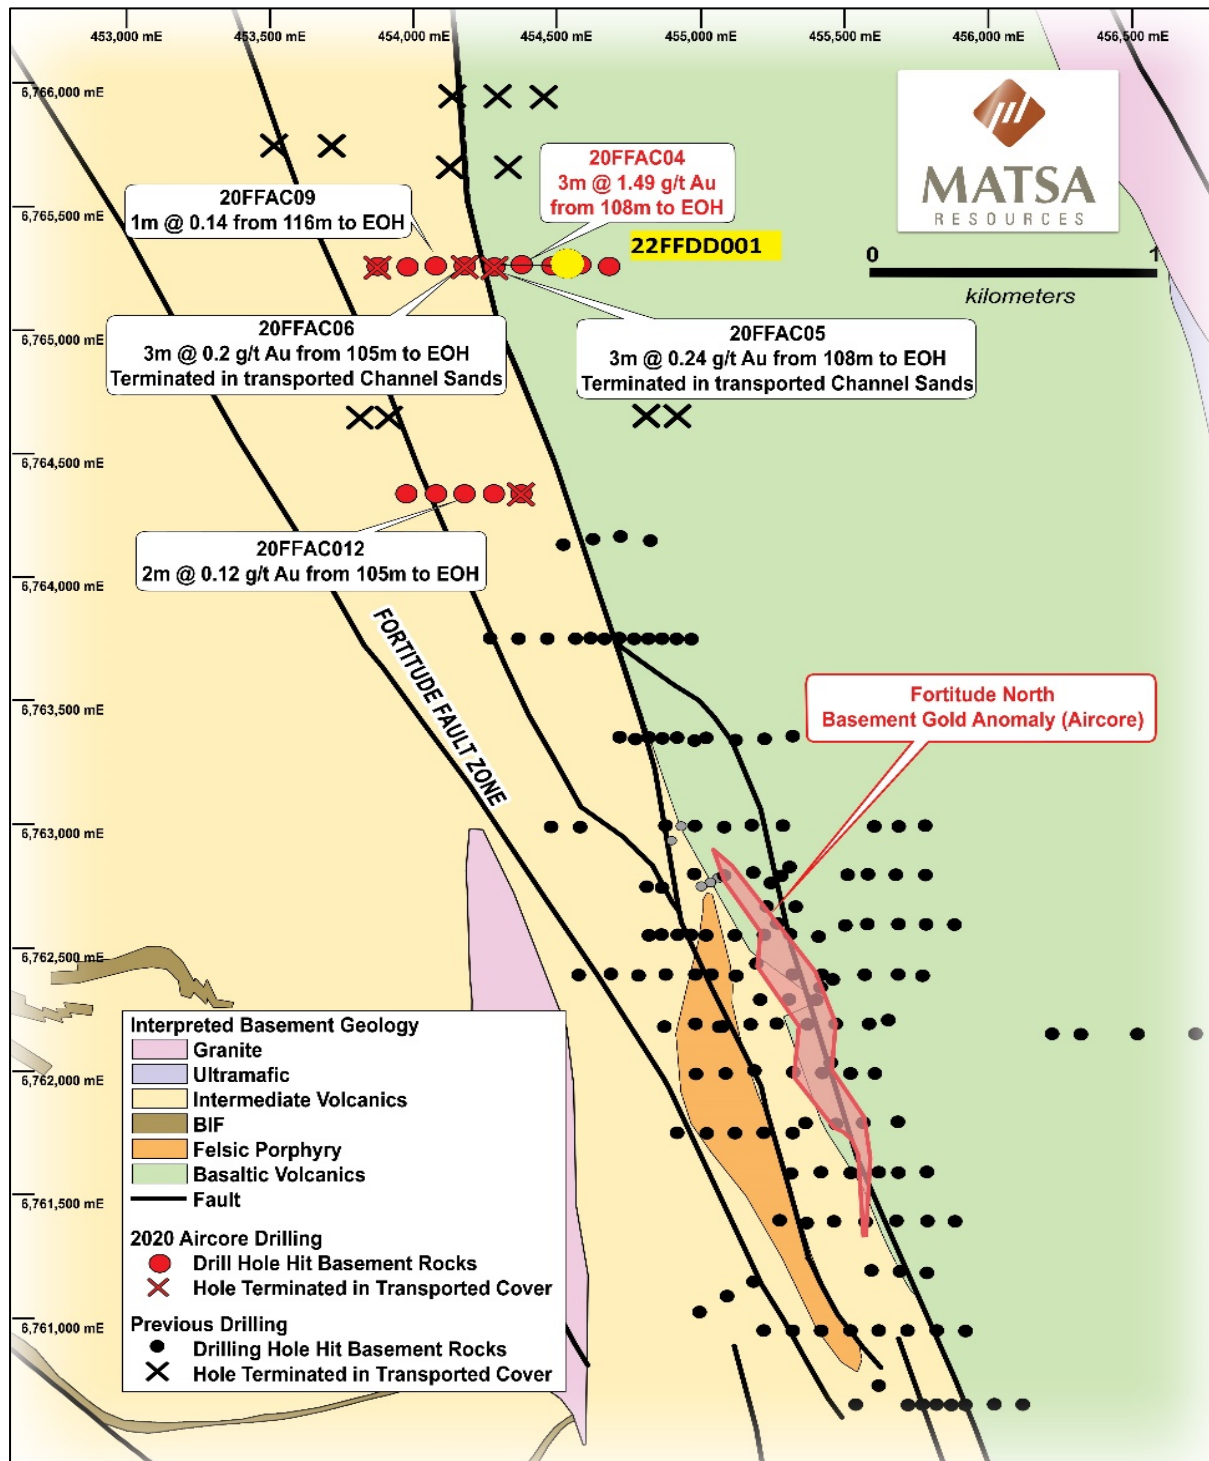 453,000 mE
453,500 mE
454,000 mE
454,500 mE
455,000 mE
455,500 mE
456,000 mE
456,500 mE
6,766,000 mE
6,765,500 mE
6,765,000 mE
6,764,500 mE
6,764,000 mE
6,763,500 mE
6,763,000 mE
6,762,500 mE
6,762,000 mE
6,761,500 mE
6,761,000 mE
MATSA
RESOURCES
0 1
kilometers
20FFAC04
3m @ 1.49 g/t Au
from 108m to EOH
20FFAC09
1m @ 0.14 from 116m to EOH
22FFDD001
20FFAC06
3m @ 0.2 g/t Au from 105m to EOH
Terminated in transported Channel Sands
20FFAC05
3m @ 0.24 g/t Au from 108m to EOH
Terminated in transported Channel Sands
20FFAC012
2m @ 0.12 g/t Au from 105m to EOH
FORTITUDE FAULT ZONE
Fortitude North
Basement Gold Anomaly (Aircore)
Interpreted Basement Geology
Granite
Ultramafic
Intermediate Volcanics
BIF
Felsic Porphyry
Basaltic Volcanics
Fault
2020 Aircore Drilling
Drill Hole Hit Basement Rocks
Hole Terminated in Transported Cover
Previous Drilling
Drilling Hole Hit Basement Rocks
Hole Terminated in Transported Cover